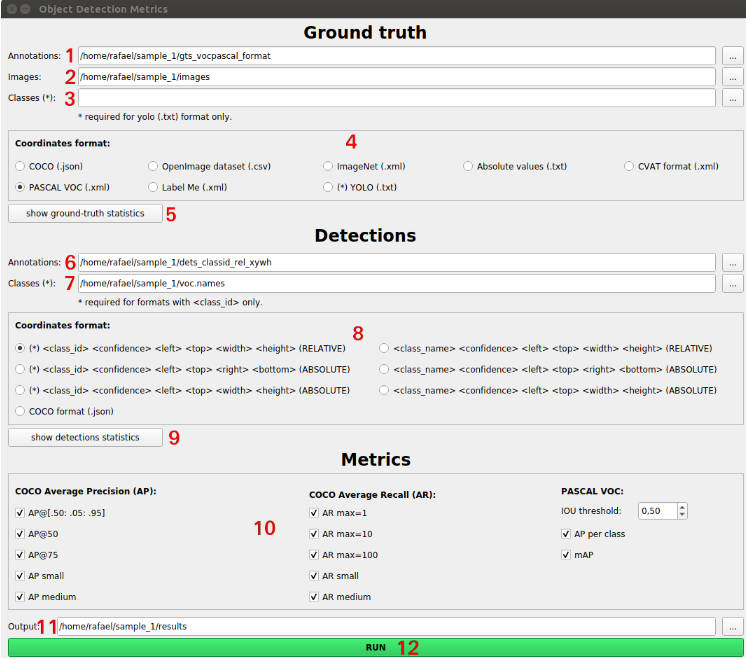 Object Detection Metrics
Ground truth
Annotations: 1 /home/rafael/sample_1/gts_vocpascal_format ...
Images: 2 /home/rafael/sample_1/images ...
Classes (*): 3 ...
* required for yolo (.txt) format only.
Coordinates format: 4
COCO (.json) OpenImage dataset (.csv) ImageNet (.xml) Absolute values (.txt) CVAT format (.xml)
PASCAL VOC (.xml) Label Me (.xml) (*) YOLO (.txt)
show ground-truth statistics 5
Detections
Annotations: 6 /home/rafael/sample_1/dets_classid_rel_xywh ...
Classes (*): 7 /home/rafael/sample_1/voc.names ...
* required for formats with <class_id> only.
Coordinates format: 8
(*) <class_id> <confidence> <left> <top> <width> <height> (RELATIVE) <class_name> <confidence> <left> <top> <width> <height> (RELATIVE)
(*) <class_id> <confidence> <left> <top> <right> <bottom> (ABSOLUTE) <class_name> <confidence> <left> <top> <right> <bottom> (ABSOLUTE)
(*) <class_id> <confidence> <left> <top> <width> <height> (ABSOLUTE) <class_name> <confidence> <left> <top> <width> <height> (ABSOLUTE)
COCO format (.json)
show detections statistics 9
Metrics
COCO Average Precision (AP): COCO Average Recall (AR): PASCAL VOC:
AP@[.50: .05: .95] AR max=1 IOU threshold: 0,50
AP@50 10 AR max=10 AP per class
AP@75 AR max=100 mAP
AP small AR small
AP medium AR medium
Output: 11 /home/rafael/sample_1/results ...
RUN 12